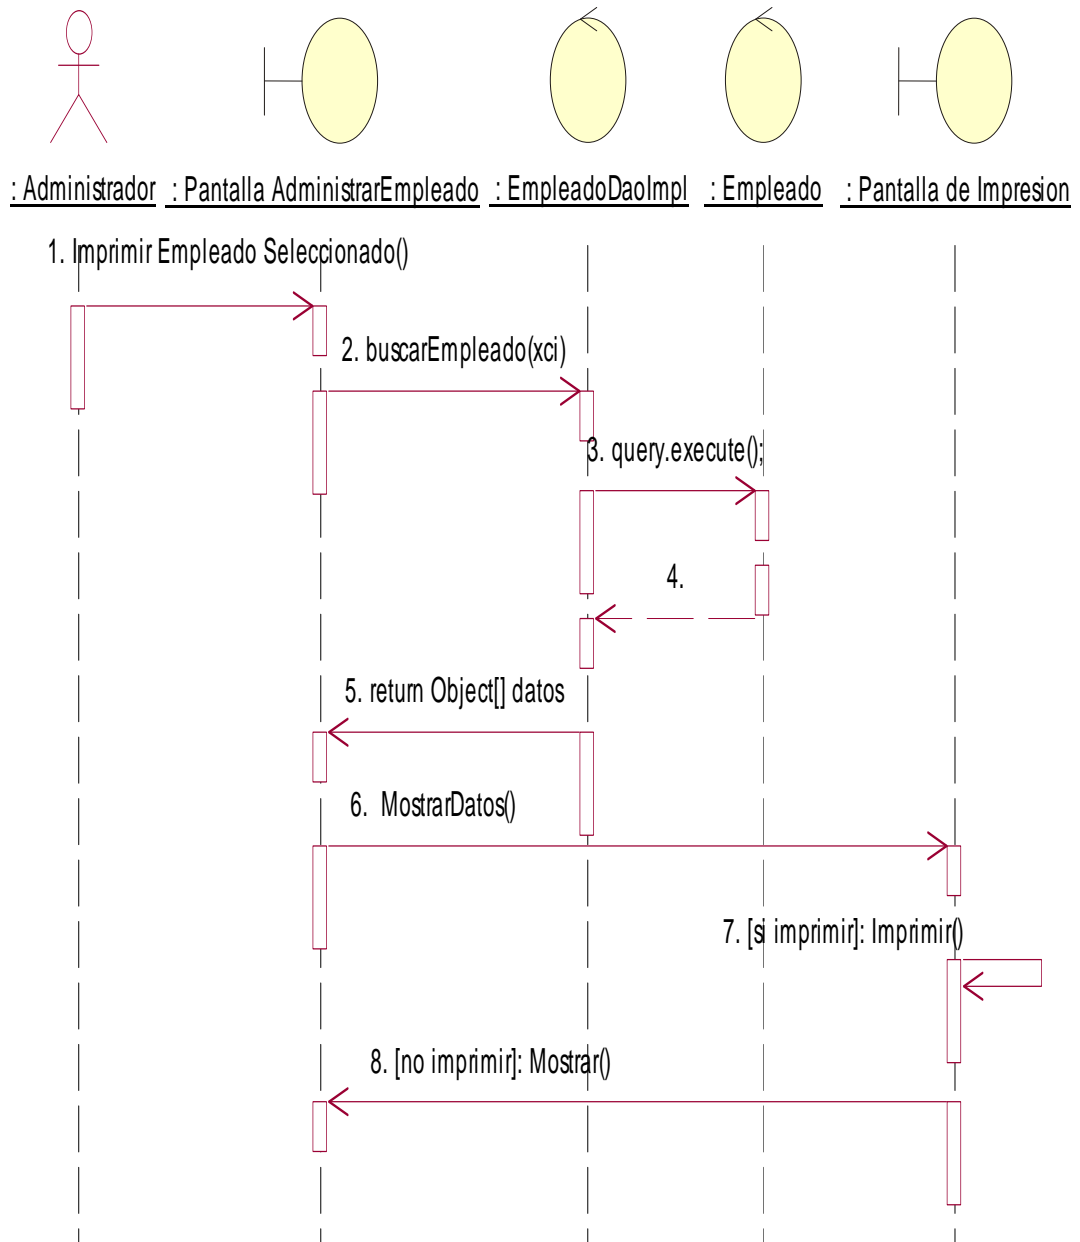 : Administrador : Pantalla AdministrarEmpleado : EmpleadoDaoImpl : Empleado : Pantalla de Impresion
1. Imprimir Empleado Seleccionado()
2. buscarEmpleado(xci)
3. query.execute();
4.
5. return Object[] datos
6. MostrarDatos()
7. [si imprimir]: Imprimir()
8. [no imprimir]: Mostrar()